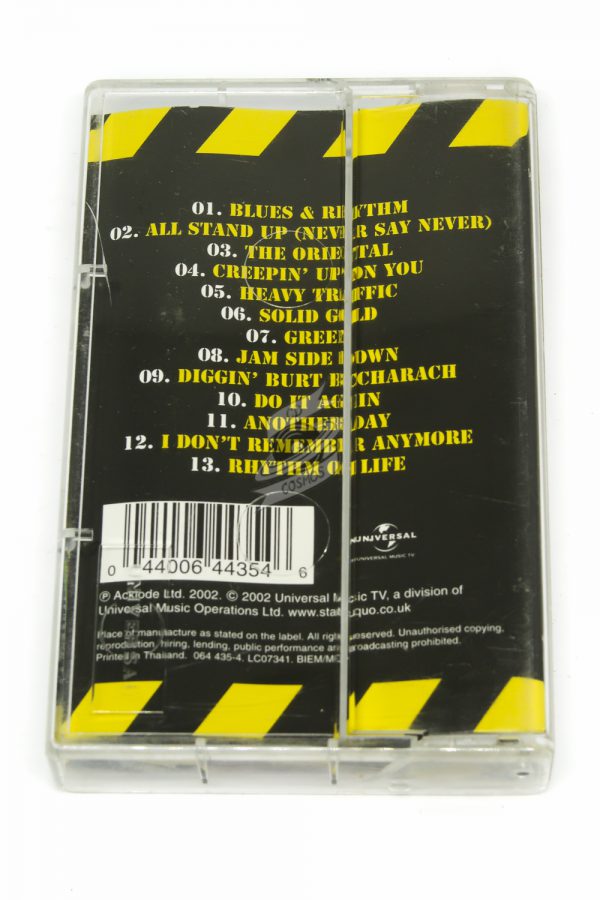 01. BLUES & RHYTHM
02. ALL STAND UP (NEVER SAY NEVER)
03. THE ORIENTAL
04. CREEPIN' UP ON YOU
05. HEAVY TRAFFIC
06. SOLID GOLD
07. GREEN
08. JAM SIDE DOWN
09. DIGGIN' BURT BACCHARACH
10. DO IT AGAIN
11. ANOTHER DAY
12. I DON'T REMEMBER ANYMORE
13. RHYTHM OF LIFE
COSMOS
0 44006 44354 6
UNIVERSAL
UNIVERSAL MUSIC TV
℗ Acklode Ltd. 2002. © 2002 Universal Music TV, a division of
Universal Music Operations Ltd. www.statusquo.co.uk
Place of manufacture as stated on the label. All rights reserved. Unauthorised copying,
reproduction, hiring, lending, public performance and broadcasting prohibited.
Printed in Thailand. 064 435-4. LC07341. BIEM/